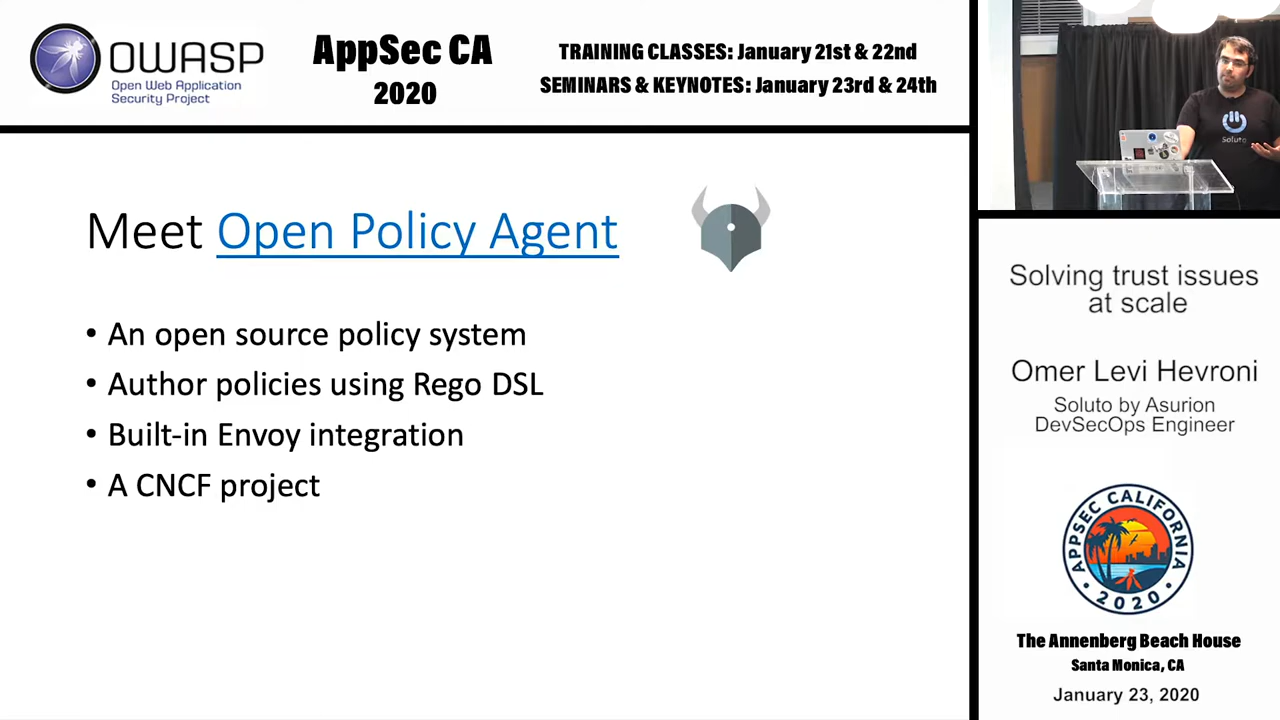 OWASP
Open Web Application
Security Project
AppSec CA
2020
TRAINING CLASSES: January 21st & 22nd
SEMINARS & KEYNOTES: January 23rd & 24th
Soluto
Meet Open Policy Agent
• An open source policy system
• Author policies using Rego DSL
• Built-in Envoy integration
• A CNCF project
Solving trust issues
at scale
Omer Levi Hevroni
Soluto by Asurion
DevSecOps Engineer
APPSEC CALIFORNIA
• 2020 •
The Annenberg Beach House
Santa Monica, CA
January 23, 2020